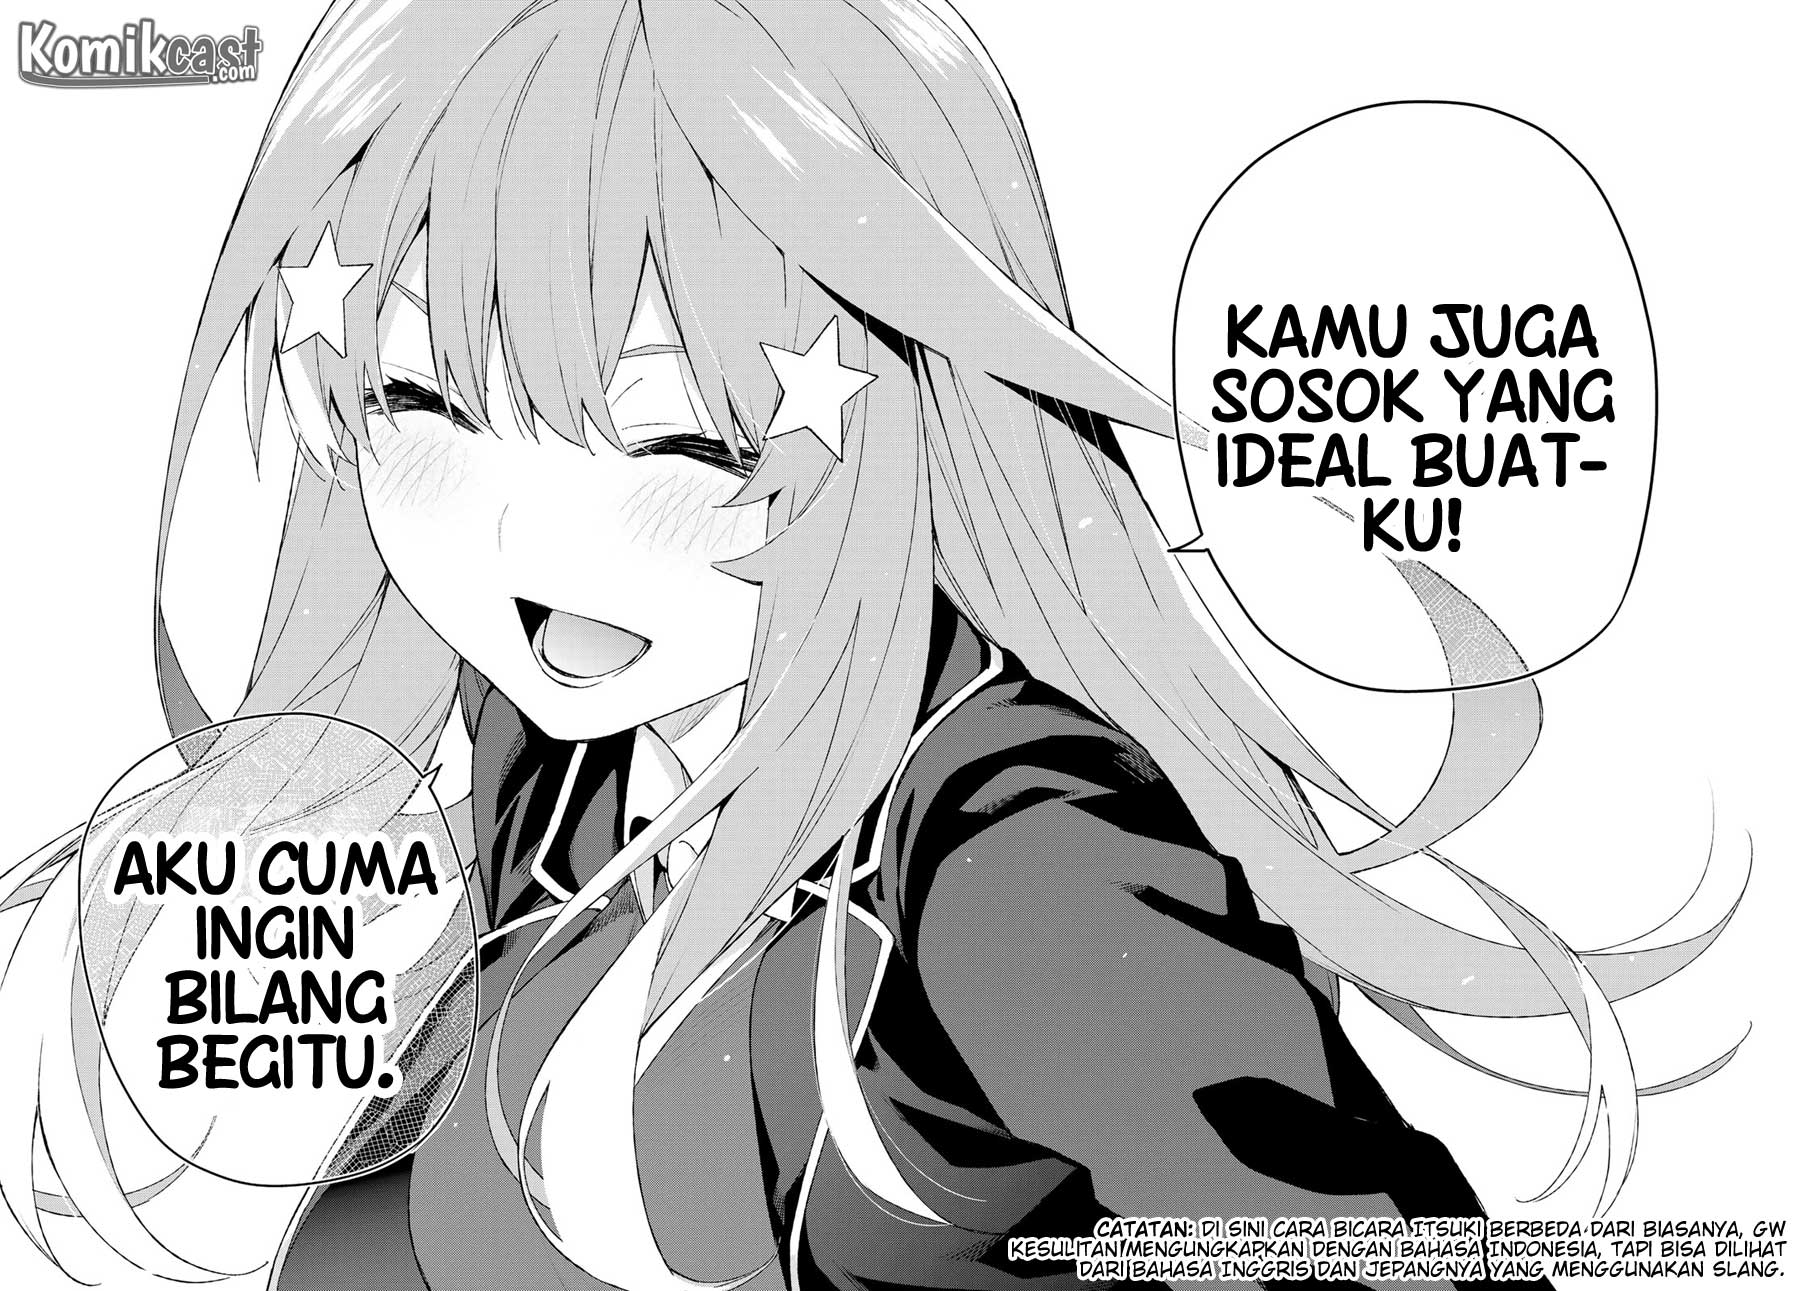 Komikcast
.com
KAMU JUGA
SOSOK YANG
IDEAL BUAT-
KU!
AKU CUMA
INGIN
BILANG
BEGITU.
CATATAN: DI SINI CARA BICARA ITSUKI BERBEDA DARI BIASANYA, GW
KESULITAN MENGUNGKAPKAN DENGAN BAHASA INDONESIA, TAPI BISA DILIHAT
DARI BAHASA INGGRIS DAN JEPANGNYA YANG MENGGUNAKAN SLANG.